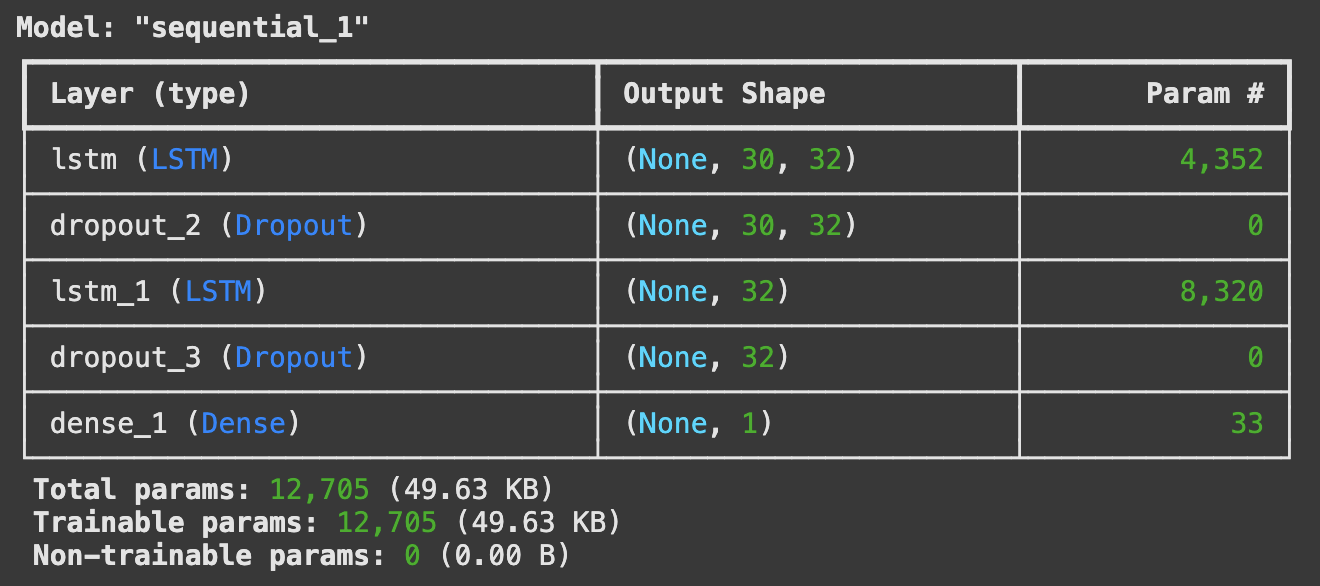 Model: "sequential_1"
Layer (type) Output Shape Param #
lstm (LSTM) (None, 30, 32) 4,352
dropout_2 (Dropout) (None, 30, 32) 0
lstm_1 (LSTM) (None, 32) 8,320
dropout_3 (Dropout) (None, 32) 0
dense_1 (Dense) (None, 1) 33
Total params: 12,705 (49.63 KB)
Trainable params: 12,705 (49.63 KB)
Non-trainable params: 0 (0.00 B)